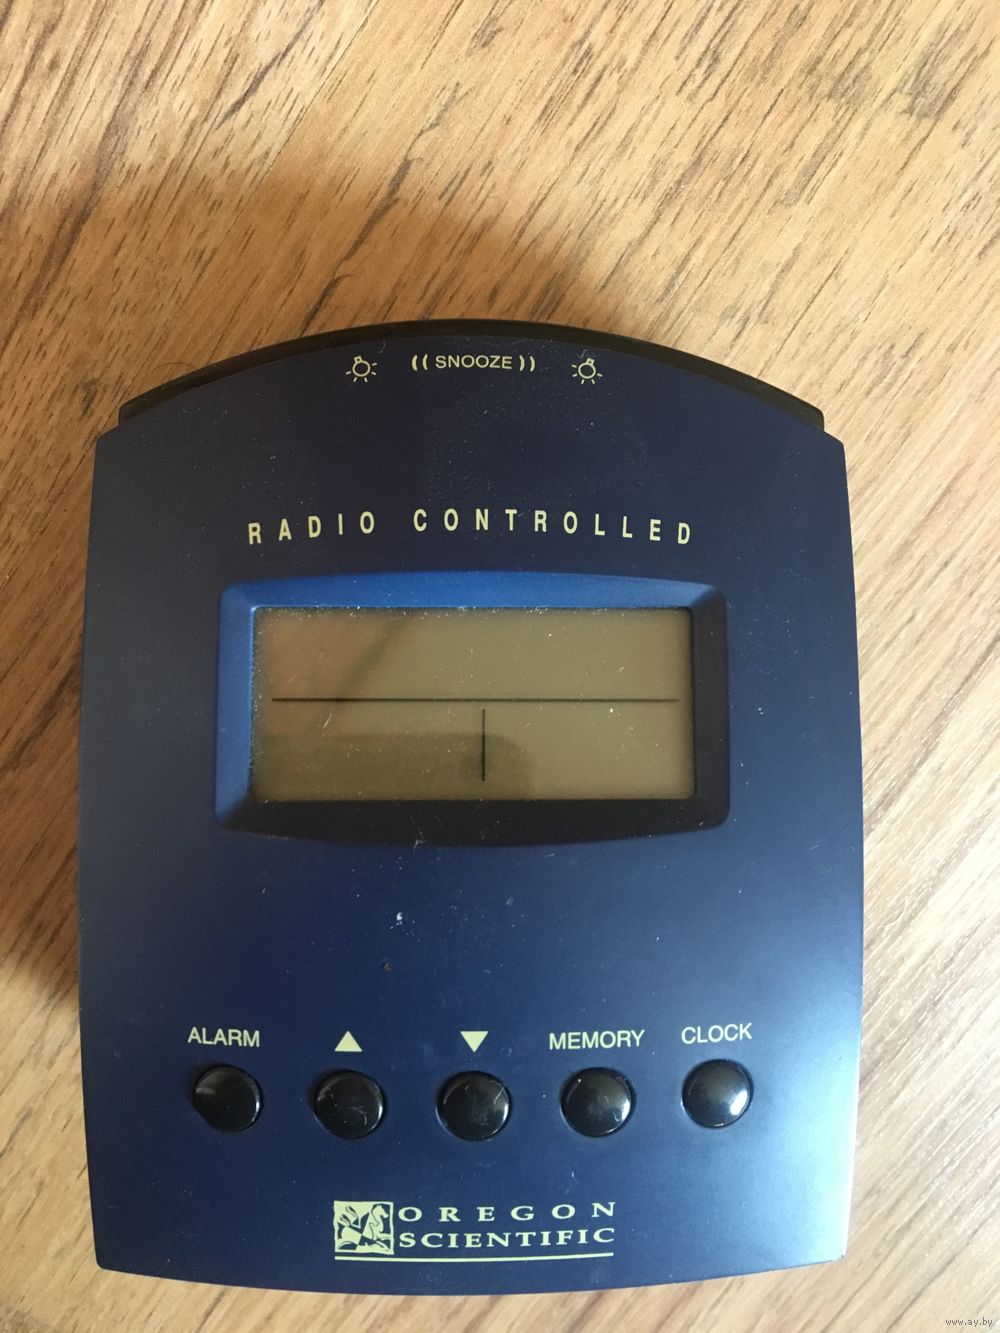 ((SNOOZE))
RADIO CONTROLLED
ALARM ▲ ▼ MEMORY CLOCK
OREGON
SCIENTIFIC
www.ay.by